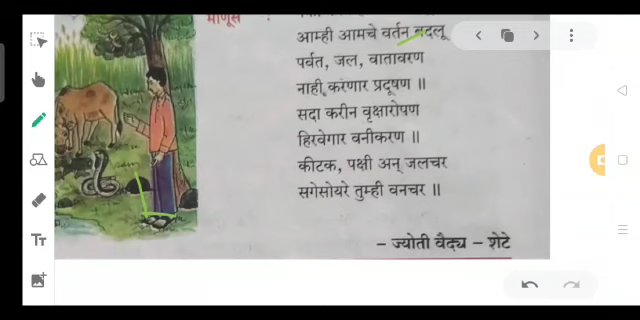 माणूस :
आम्ही आमचे वर्तन बदलू
पर्वत, जल, वातावरण
नाही करणार प्रदूषण ॥
सदा करीन वृक्षारोपण
हिरवेगार वनीकरण ॥
कीटक, पक्षी अन् जलचर
सगेसोयरे तुम्ही वनचर ॥
– ज्योती वैद्य – शेटे
Tт